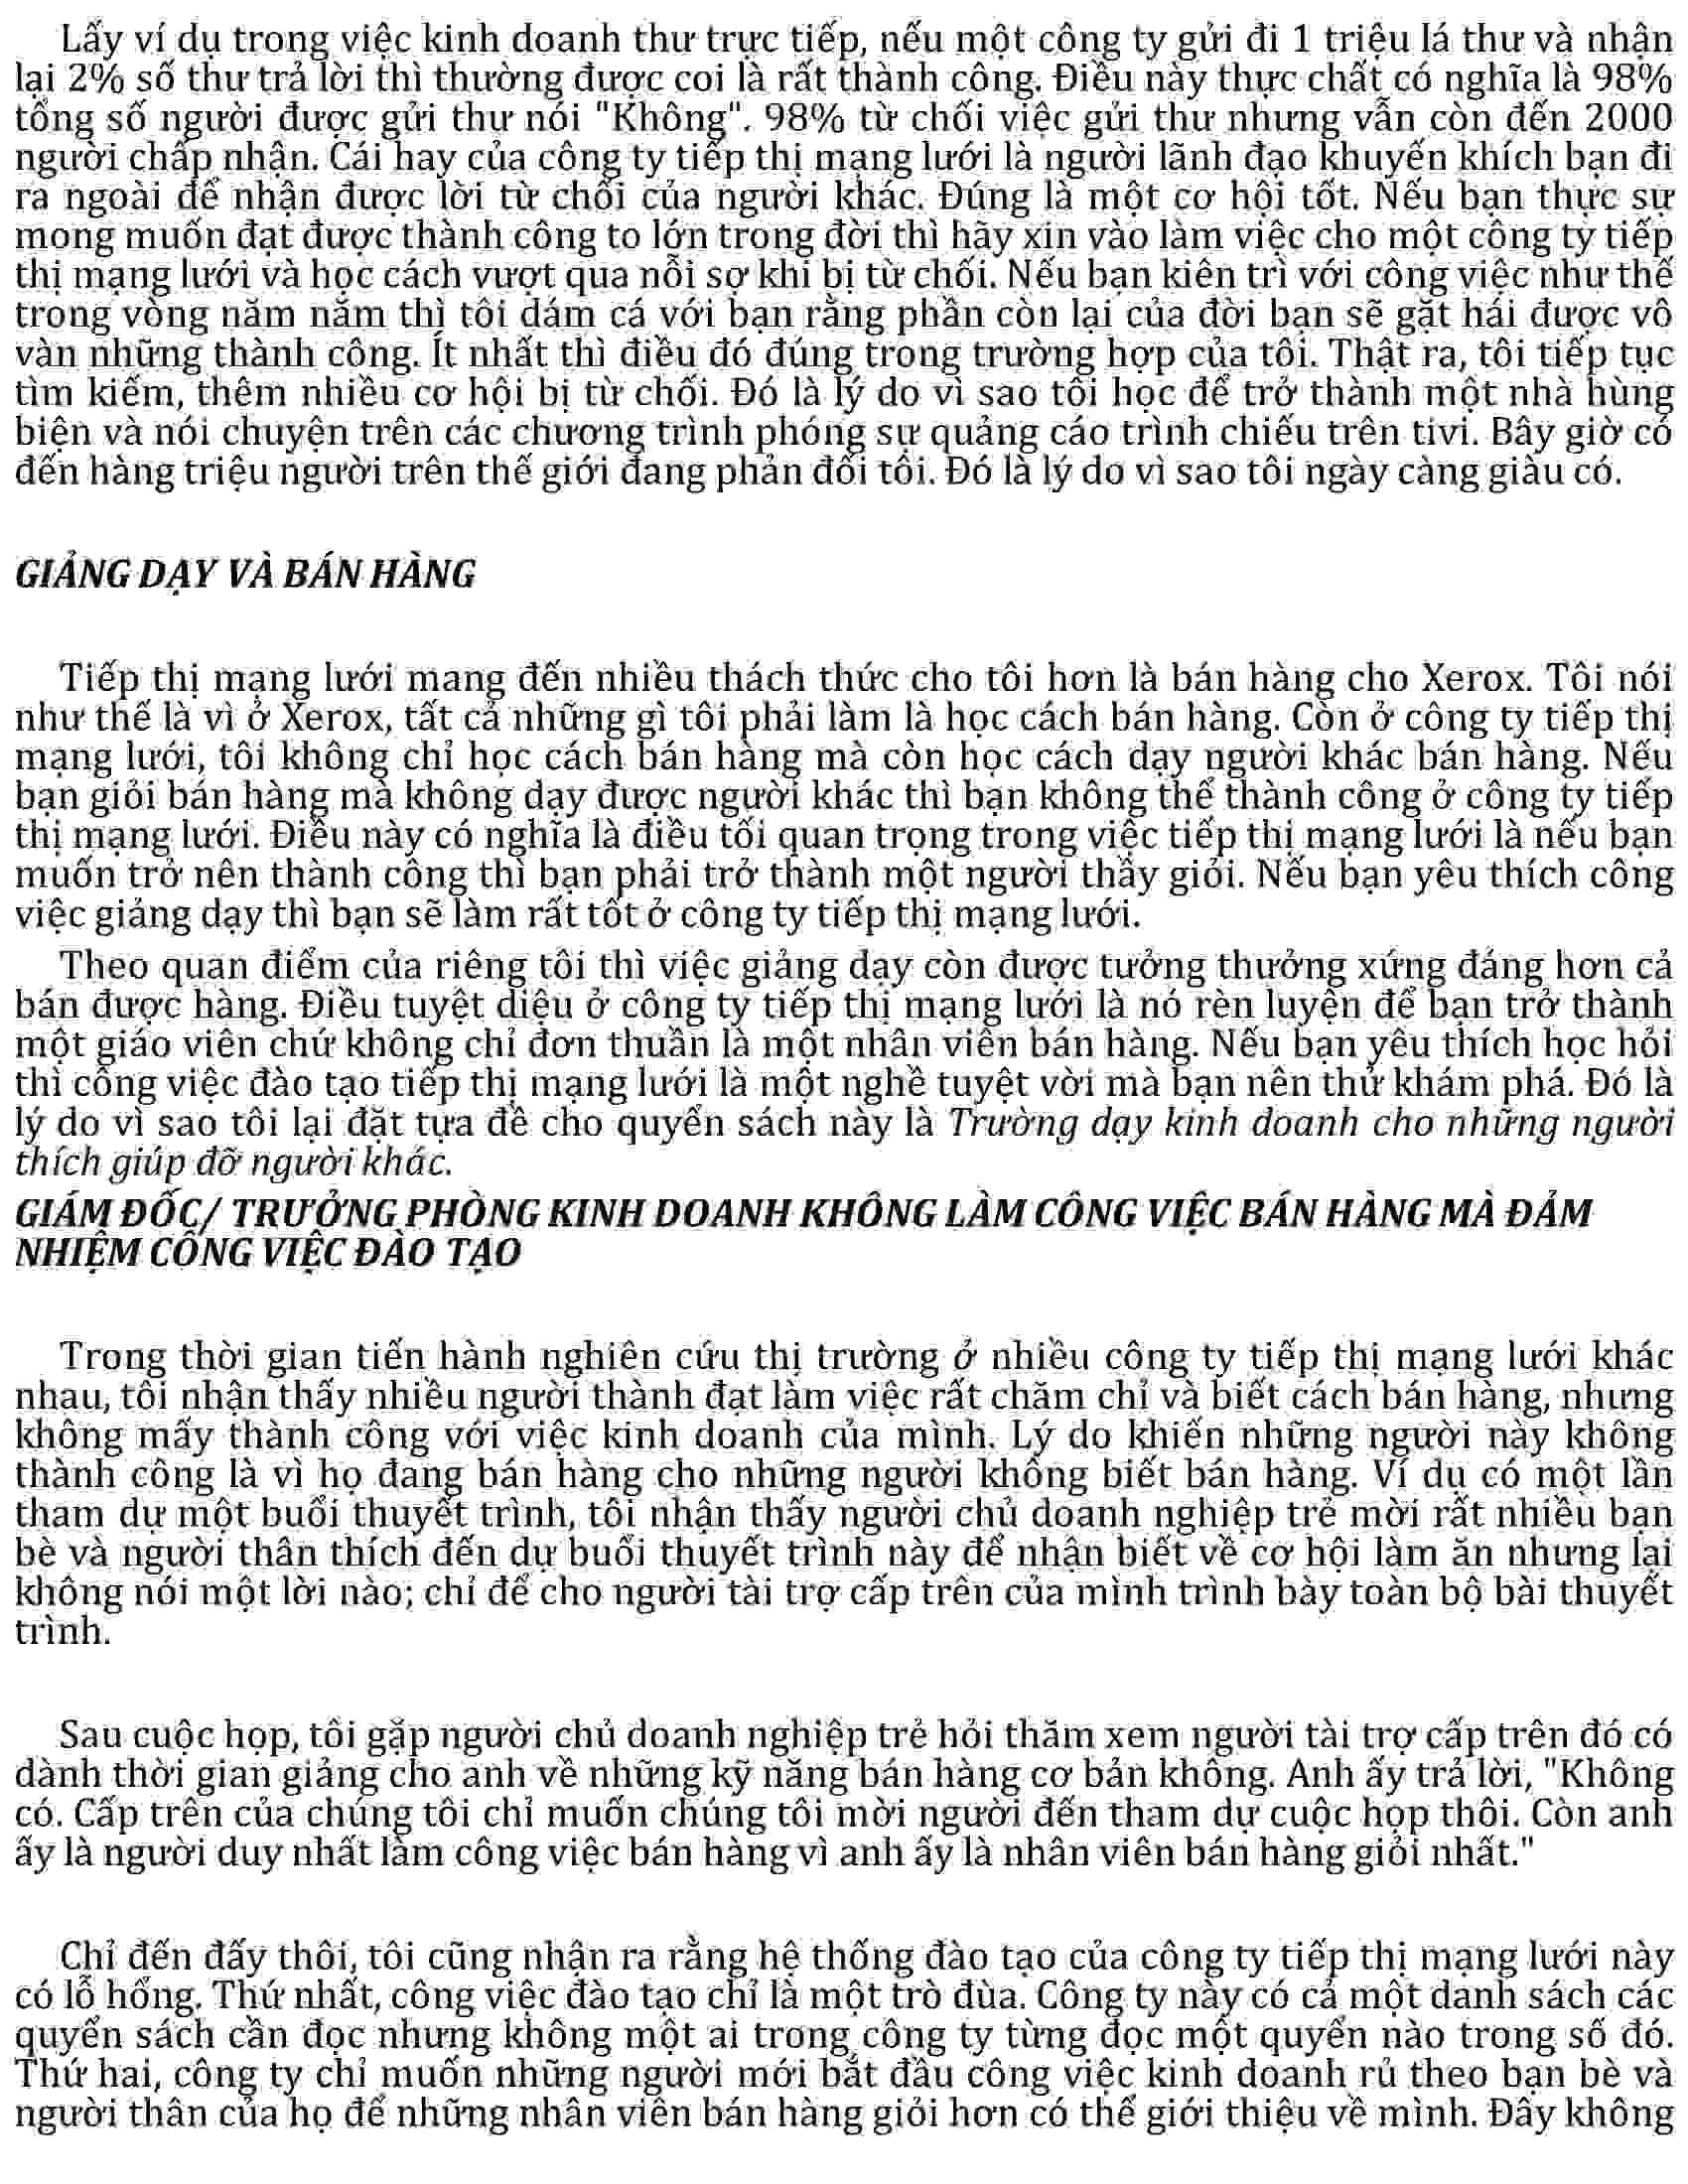 Lấy ví dụ trong việc kinh doanh thư trực tiếp, nếu một công ty gửi đi 1 triệu lá thư và nhận
lại 2% số thư trả lời thì thường được coi là rất thành công. Điều này thực chất có nghĩa là 98%
tổng số người được gửi thư nói "Không". 98% từ chối việc gửi thư nhưng vẫn còn đến 2000
người chấp nhận. Cái hay của công ty tiếp thị mạng lưới là người lãnh đạo khuyến khích bạn đi
ra ngoài để nhận được lời từ chối của người khác. Đúng là một cơ hội tốt. Nếu bạn thực sự
mong muốn đạt được thành công to lớn trong đời thì hãy xin vào làm việc cho một công ty tiếp
thị mạng lưới và học cách vượt qua nỗi sợ khi bị từ chối. Nếu bạn kiên trì với công việc như thế
trong vòng năm năm thì tôi dám cá với bạn rằng phần còn lại của đời bạn sẽ gặt hái được vô
vàn những thành công. Ít nhất thì điều đó đúng trong trường hợp của tôi. Thật ra, tôi tiếp tục
tìm kiếm, thêm nhiều cơ hội bị từ chối. Đó là lý do vì sao tôi học để trở thành một nhà hùng
biện và nói chuyện trên các chương trình phóng sự quảng cáo trình chiếu trên tivi. Bây giờ có
đến hàng triệu người trên thế giới đang phản đối tôi. Đó là lý do vì sao tôi ngày càng giàu có.
GIẢNG DẠY VÀ BÁN HÀNG
Tiếp thị mạng lưới mang đến nhiều thách thức cho tôi hơn là bán hàng cho Xerox. Tôi nói
như thế là vì ở Xerox, tất cả những gì tôi phải làm là học cách bán hàng. Còn ở công ty tiếp thị
mạng lưới, tôi không chỉ học cách bán hàng mà còn học cách dạy người khác bán hàng. Nếu
bạn giỏi bán hàng mà không dạy được người khác thì bạn không thể thành công ở công ty tiếp
thị mạng lưới. Điều này có nghĩa là điều tối quan trọng trong việc tiếp thị mạng lưới là nếu bạn
muốn trở nên thành công thì bạn phải trở thành một người thầy giỏi. Nếu bạn yêu thích công
việc giảng dạy thì bạn sẽ làm rất tốt ở công ty tiếp thị mạng lưới.
Theo quan điểm của riêng tôi thì việc giảng dạy còn được tưởng thưởng xứng đáng hơn cả
bán được hàng. Điều tuyệt diệu ở công ty tiếp thị mạng lưới là nó rèn luyện để bạn trở thành
một giáo viên chứ không chỉ đơn thuần là một nhân viên bán hàng. Nếu bạn yêu thích học hỏi
thì công việc đào tạo tiếp thị mạng lưới là một nghề tuyệt vời mà bạn nên thử khám phá. Đó là
lý do vì sao tôi lại đặt tựa đề cho quyển sách này là Trường dạy kinh doanh cho những người
thích giúp đỡ người khác.
GIÁM ĐỐC/ TRƯỞNG PHÒNG KINH DOANH KHÔNG LÀM CÔNG VIỆC BÁN HÀNG MÀ ĐẢM
NHIỆM CÔNG VIỆC ĐÀO TẠO
Trong thời gian tiến hành nghiên cứu thị trường ở nhiều công ty tiếp thị mạng lưới khác
nhau, tôi nhận thấy nhiều người thành đạt làm việc rất chăm chỉ và biết cách bán hàng, nhưng
không mấy thành công với việc kinh doanh của mình. Lý do khiến những người này không
thành công là vì họ đang bán hàng cho những người không biết bán hàng. Ví dụ có một lần
tham dự một buổi thuyết trình, tôi nhận thấy người chủ doanh nghiệp trẻ mời rất nhiều bạn
bè và người thân thích đến dự buổi thuyết trình này để nhận biết về cơ hội làm ăn nhưng lại
không nói một lời nào; chỉ để cho người tài trợ cấp trên của mình trình bày toàn bộ bài thuyết
trình.
Sau cuộc họp, tôi gặp người chủ doanh nghiệp trẻ hỏi thăm xem người tài trợ cấp trên đó có
dành thời gian giảng cho anh về những kỹ năng bán hàng cơ bản không. Anh ấy trả lời, "Không
có. Cấp trên của chúng tôi chỉ muốn chúng tôi mời người đến tham dự cuộc họp thôi. Còn anh
ấy là người duy nhất làm công việc bán hàng vì anh ấy là nhân viên bán hàng giỏi nhất."
Chỉ đến đấy thôi, tôi cũng nhận ra rằng hệ thống đào tạo của công ty tiếp thị mạng lưới này
có lỗ hổng. Thứ nhất, công việc đào tạo chỉ là một trò đùa. Công ty này có cả một danh sách các
quyển sách cần đọc nhưng không một ai trong công ty từng đọc một quyển nào trong số đó.
Thứ hai, công ty chỉ muốn những người mới bắt đầu công việc kinh doanh rủ theo bạn bè và
người thân của họ để những nhân viên bán hàng giỏi hơn có thể giới thiệu về mình. Đây không